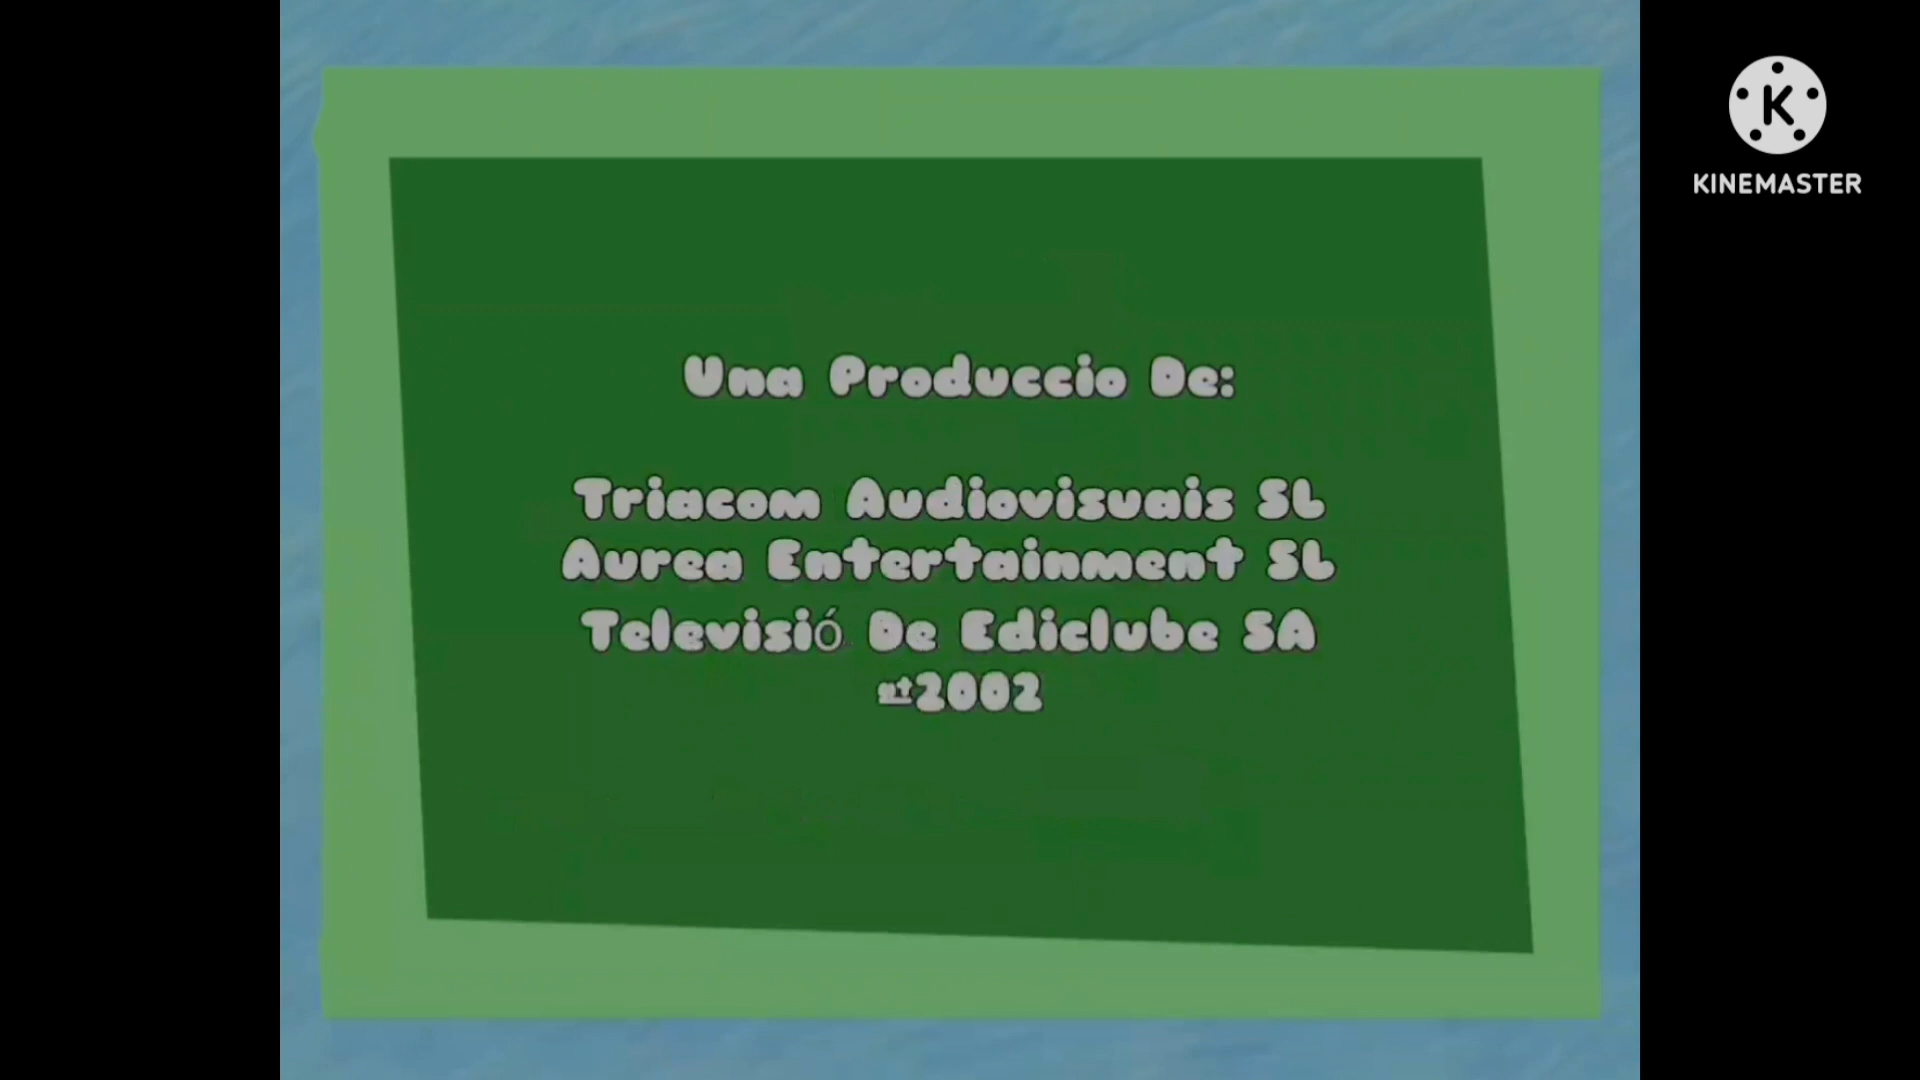 Una Produccio De:
Triacom Audiovisuais SL
Aurea Entertainment SL
Televisió De Ediclube SA
2002
K
KINEMASTER